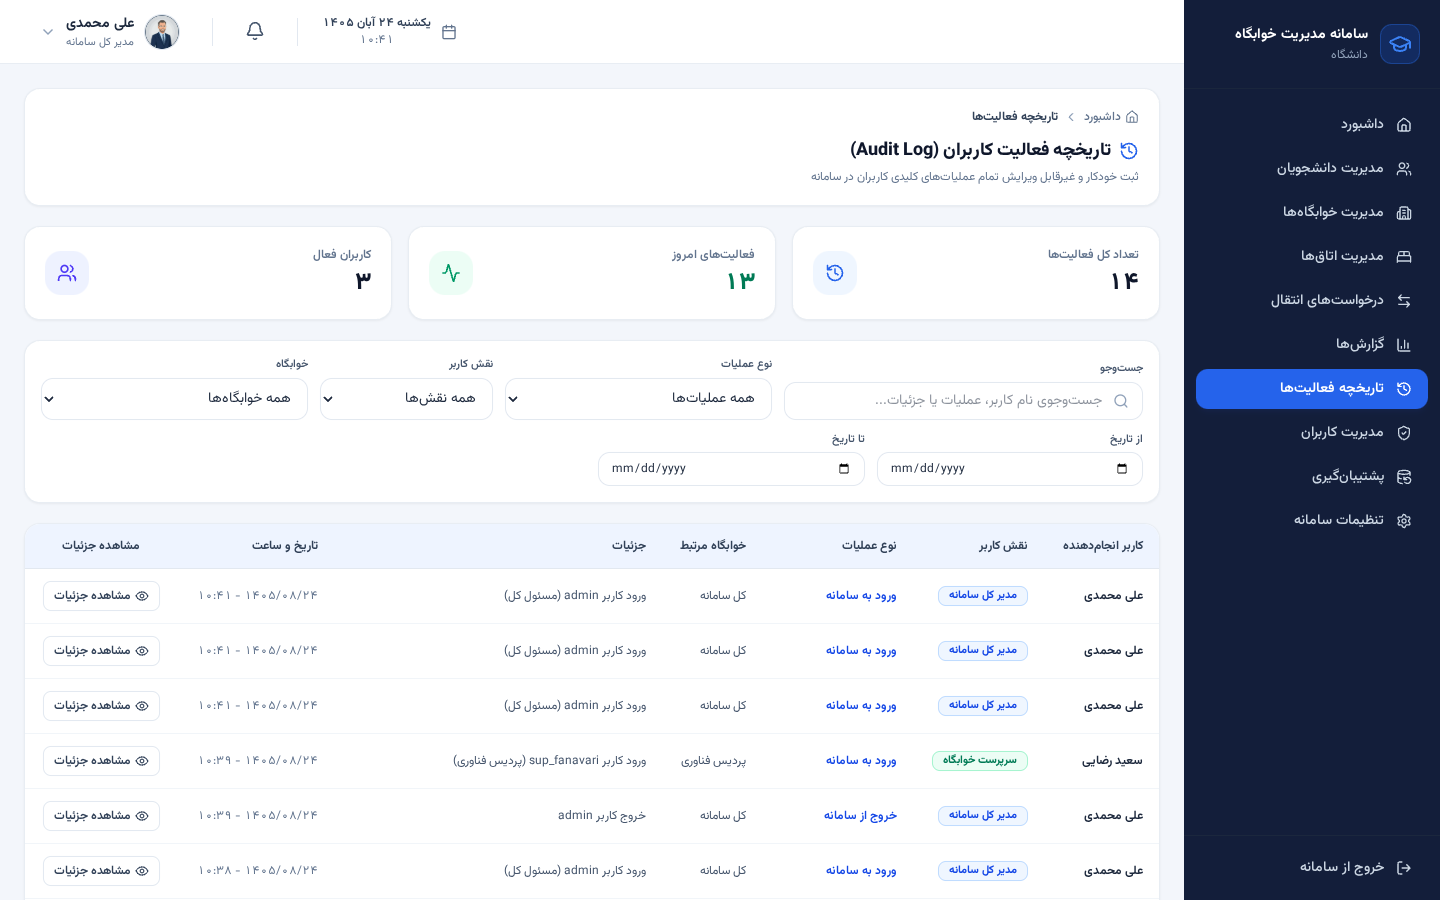 سامانه مدیریت خوابگاه
دانشگاه
داشبورد
مدیریت دانشجویان
مدیریت خوابگاه‌ها
مدیریت اتاق‌ها
درخواست‌های انتقال
گزارش‌ها
تاریخچه فعالیت‌ها
مدیریت کاربران
پشتیبان‌گیری
تنظیمات سامانه
خروج از سامانه
یکشنبه ۲۴ آبان ۱۴۰۵
۱۰:۴۱
علی محمدی
مدیر کل سامانه
داشبورد
تاریخچه فعالیت‌ها
تاریخچه فعالیت کاربران (Audit Log)
ثبت خودکار و غیرقابل ویرایش تمام عملیات‌های کلیدی کاربران در سامانه
تعداد کل فعالیت‌ها
۱۴
فعالیت‌های امروز
۱۳
کاربران فعال
۳
جست‌وجو
جست‌وجوی نام کاربر، عملیات یا جزئیات...
نوع عملیات
همه عملیات‌ها
نقش کاربر
همه نقش‌ها
خوابگاه
همه خوابگاه‌ها
از تاریخ
mm/dd/yyyy
تا تاریخ
mm/dd/yyyy
کاربر انجام‌دهنده نقش کاربر نوع عملیات خوابگاه مرتبط جزئیات تاریخ و ساعت مشاهده جزئیات
علی محمدی مدیر کل سامانه ورود به سامانه کل سامانه ورود کاربر admin (مسئول کل) ۱۴۰۵/۰۸/۲۴ - ۱۰:۴۱ مشاهده جزئیات
علی محمدی مدیر کل سامانه ورود به سامانه کل سامانه ورود کاربر admin (مسئول کل) ۱۴۰۵/۰۸/۲۴ - ۱۰:۴۱ مشاهده جزئیات
علی محمدی مدیر کل سامانه ورود به سامانه کل سامانه ورود کاربر admin (مسئول کل) ۱۴۰۵/۰۸/۲۴ - ۱۰:۴۱ مشاهده جزئیات
سعید رضایی سرپرست خوابگاه ورود به سامانه پردیس فناوری ورود کاربر sup_fanavari (پردیس فناوری) ۱۴۰۵/۰۸/۲۴ - ۱۰:۳۹ مشاهده جزئیات
علی محمدی مدیر کل سامانه خروج از سامانه کل سامانه خروج کاربر admin ۱۴۰۵/۰۸/۲۴ - ۱۰:۳۹ مشاهده جزئیات
علی محمدی مدیر کل سامانه ورود به سامانه کل سامانه ورود کاربر admin (مسئول کل) ۱۴۰۵/۰۸/۲۴ - ۱۰:۳۸ مشاهده جزئیات